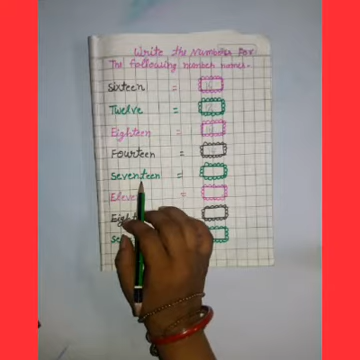 Write the Number For
The following number names.
sixteen =
Twelve =
Eighteen =
Fourteen =
seventeen =
=